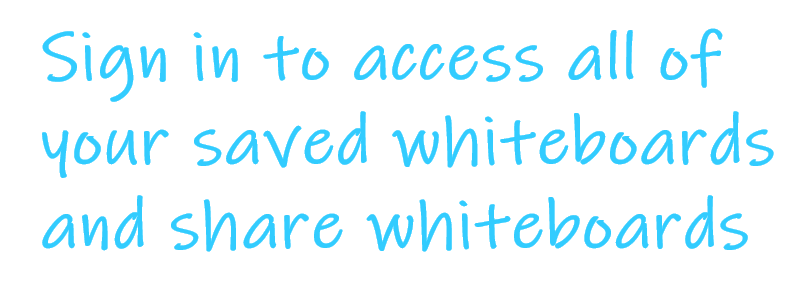 Sign in to access all of
your saved whiteboards
and share whiteboards